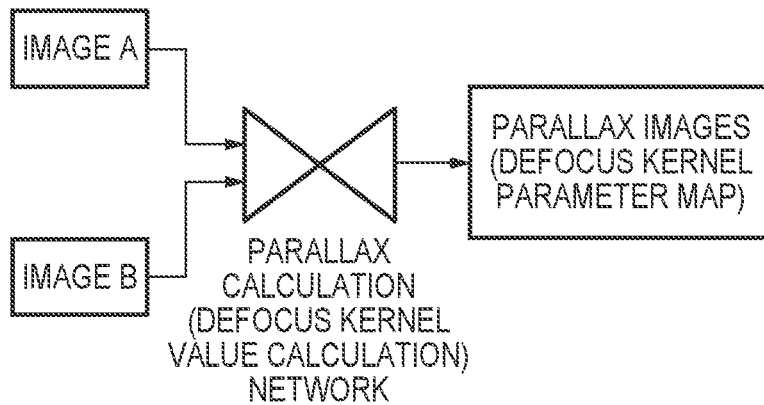 IMAGE A
IMAGE B
PARALLAX
CALCULATION
(DEFOCUS KERNEL
VALUE CALCULATION)
NETWORK
PARALLAX IMAGES
(DEFOCUS KERNEL
PARAMETER MAP)